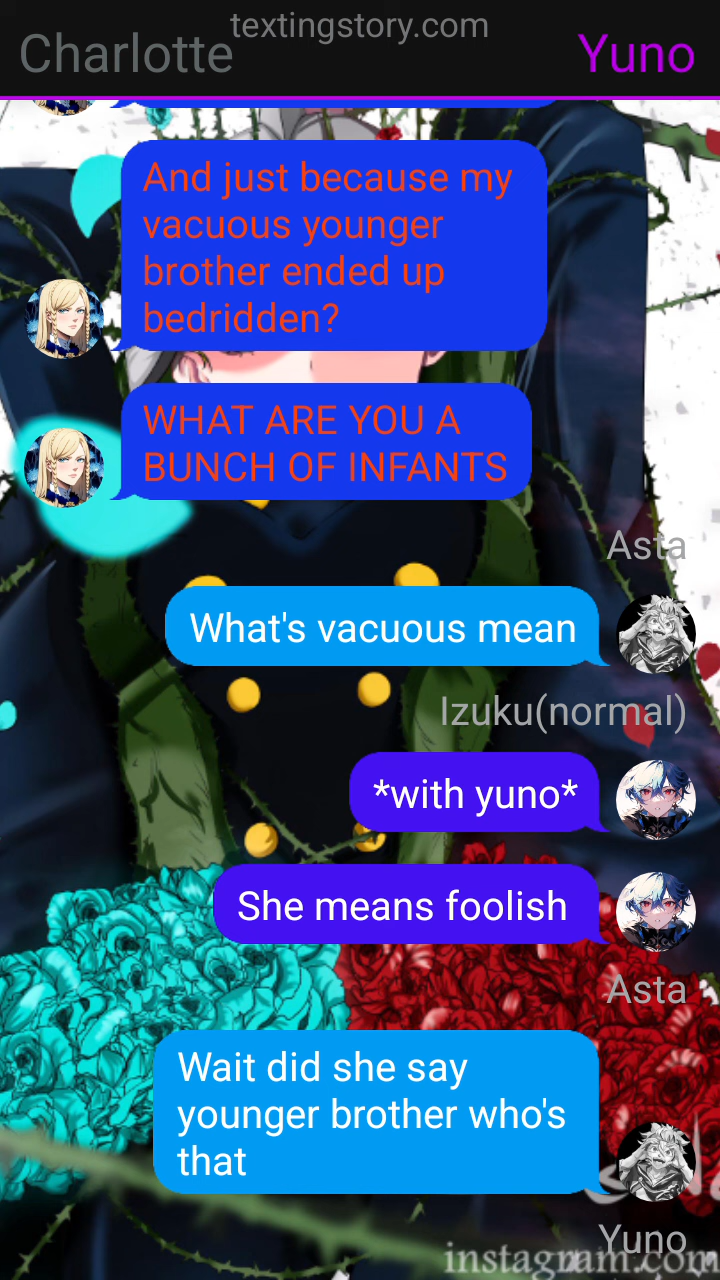 textingstory.com
Charlotte
Yuno
And just because my
vacuous younger
brother ended up
bedridden?
WHAT ARE YOU A
BUNCH OF INFANTS
Asta
What's vacuous mean
Izuku(normal)
*with yuno*
She means foolish
Asta
Wait did she say
younger brother who's
that
Yuno
instagram.com